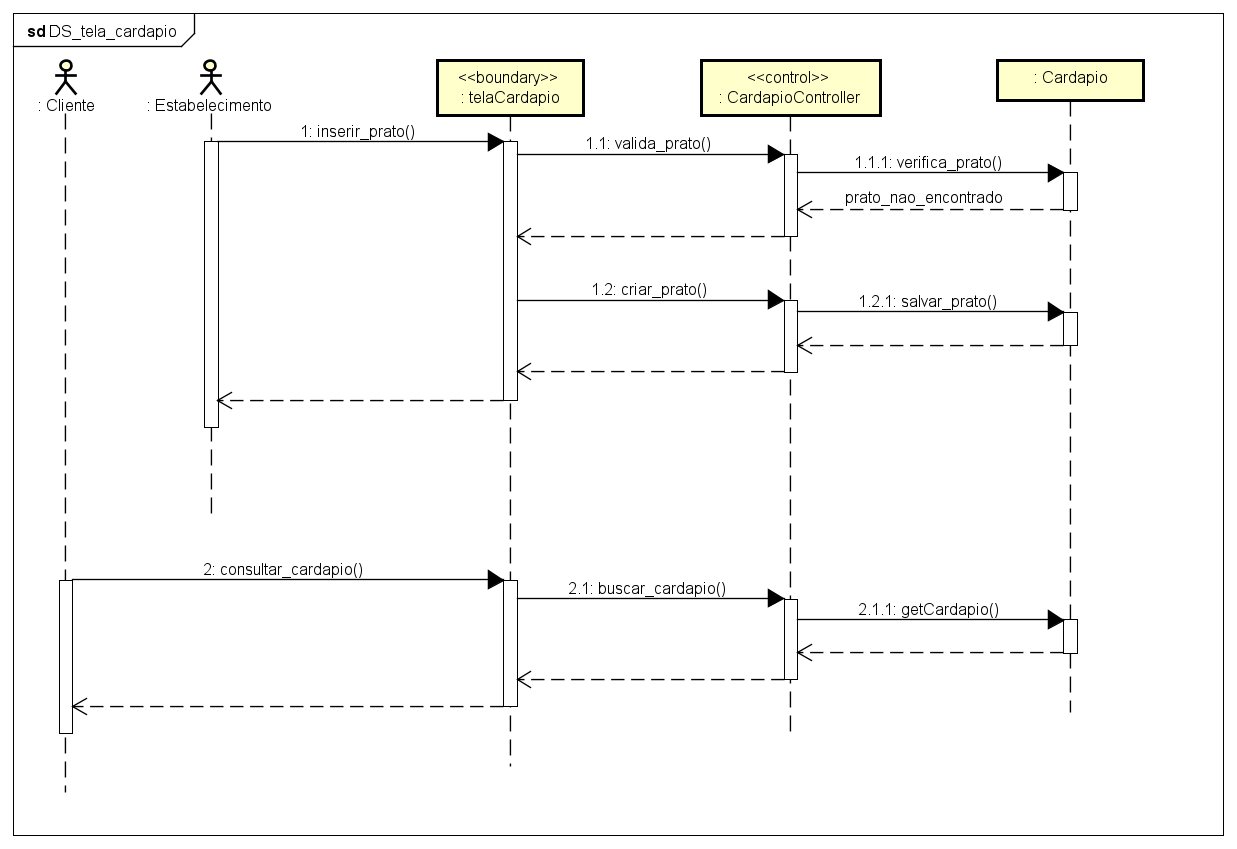 sd DS_tela_cardapio
: Cliente
: Estabelecimento
<<boundary>>
: telaCardapio
<<control>>
: CardapioController
: Cardapio
1: inserir_prato()
1.1: valida_prato()
1.1.1: verifica_prato()
prato_nao_encontrado
1.2: criar_prato()
1.2.1: salvar_prato()
2: consultar_cardapio()
2.1: buscar_cardapio()
2.1.1: getCardapio()